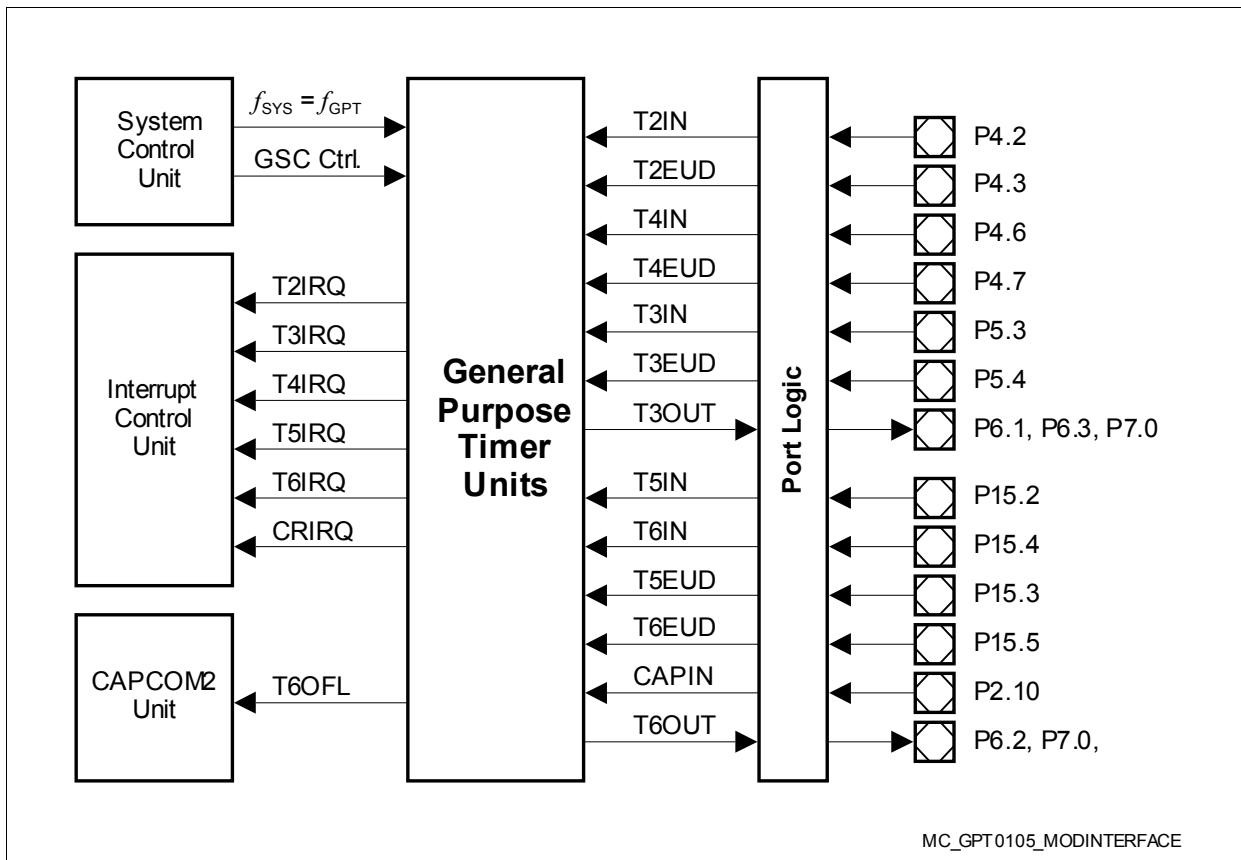 System
Control
Unit
fSYS = fGPT
GSC Ctrl.
Interrupt
Control
Unit
T2IRQ
T3IRQ
T4IRQ
T5IRQ
T6IRQ
CRIRQ
CAPCOM2
Unit
T6OFL
General
Purpose
Timer
Units
T2IN
T2EUD
T4IN
T4EUD
T3IN
T3EUD
T3OUT
T5IN
T6IN
T5EUD
T6EUD
CAPIN
T6OUT
Port Logic
P4.2
P4.3
P4.6
P4.7
P5.3
P5.4
P6.1, P6.3, P7.0
P15.2
P15.4
P15.3
P15.5
P2.10
P6.2, P7.0,
MC_GPT0105_MODINTERFACE